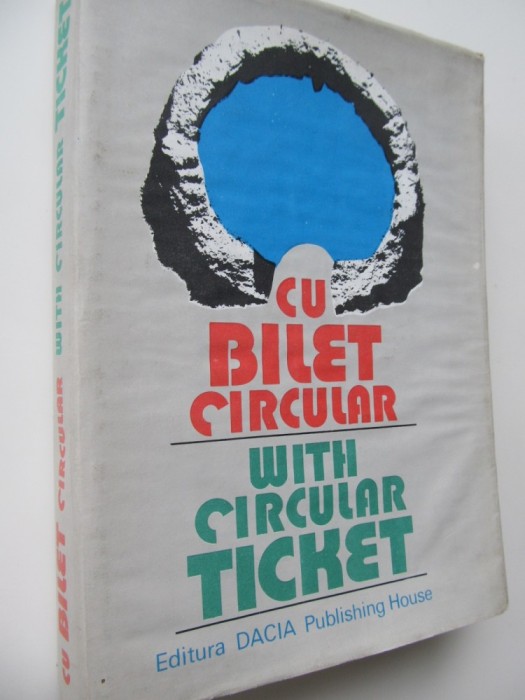 CU
BILET
CIRCULAR
WITH
CIRCULAR
TICKET
Editura DACIA Publishing House
CU BILET CIRCULAR WITH CIRCULAR TICKET